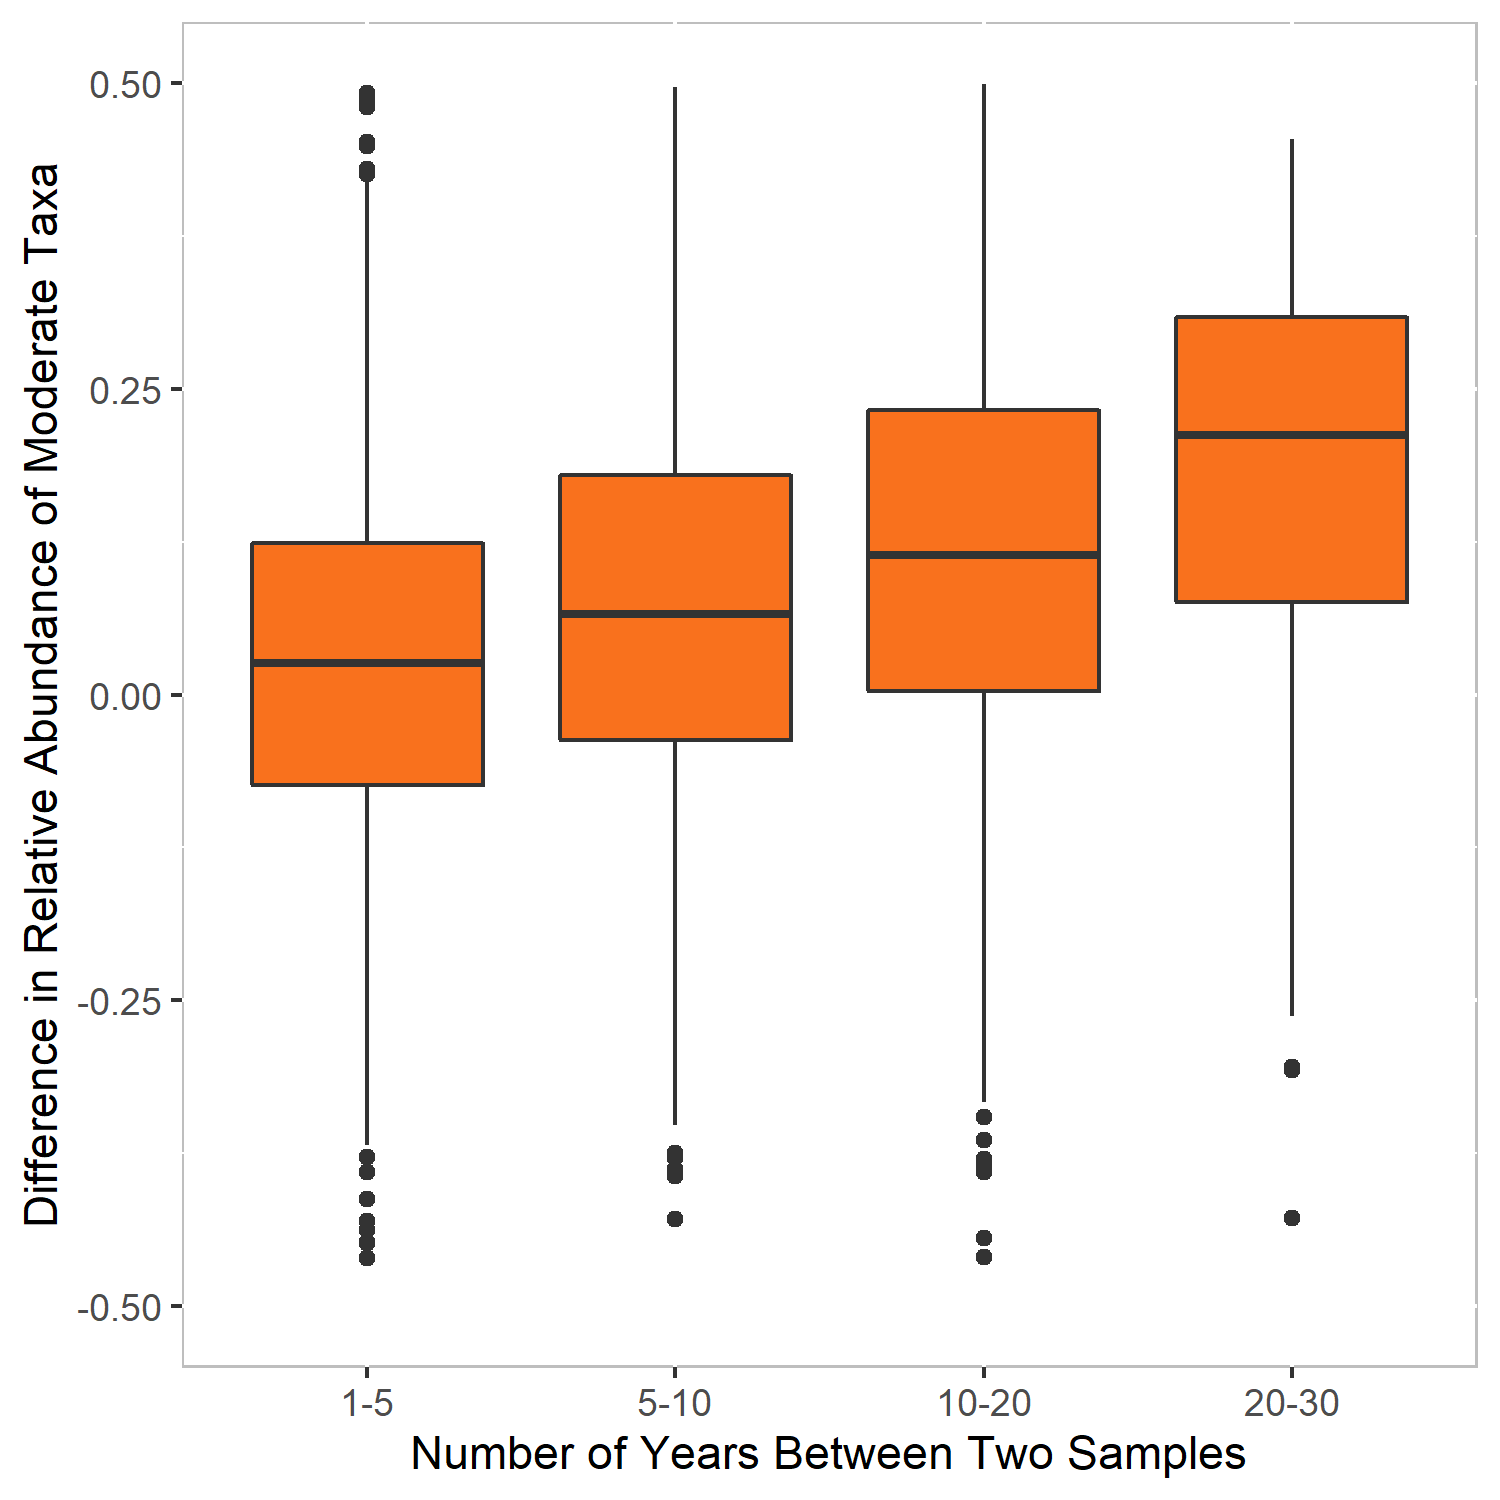 Difference in Relative Abundance of Moderate Taxa
0.50
0.25
0.00
-0.25
-0.50
1-5 5-10 10-20 20-30
Number of Years Between Two Samples